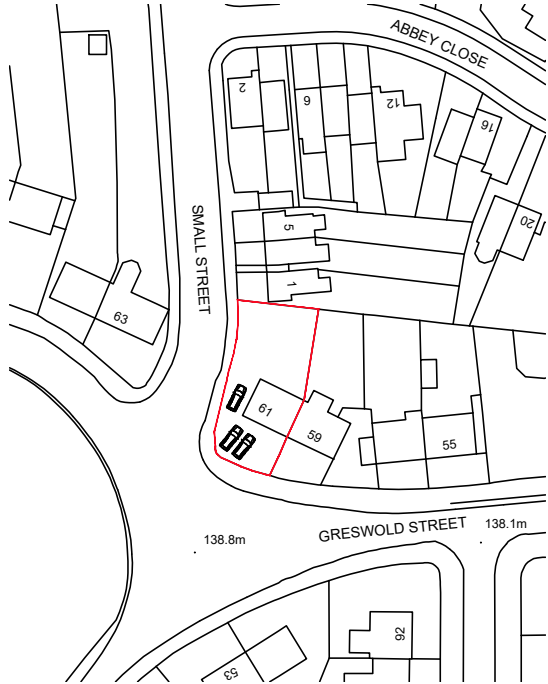 ABBEY CLOSE
2
6
12
16
20
SMALL STREET
5
1
63
61
59
55
GRESWOLD STREET
138.1m
138.8m
92
53